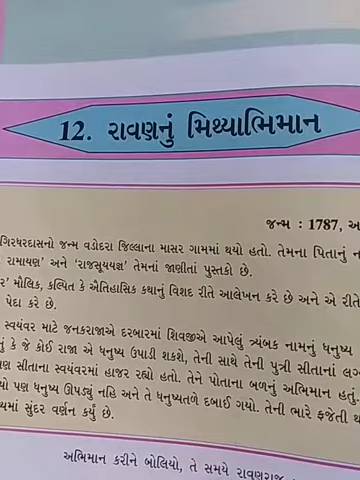 12. રાવણનું મિથ્યાભિમાન
જન્મ : 1787,
ગિરધરદાસનો જન્મ વડોદરા જિલ્લાના માસર ગામમાં થયો હતો. તેમના પિતાનું
રામાયણ' અને 'રાજસૂયયજ્ઞ' તેમનાં જાણીતાં પુસ્તકો છે.
મૌલિક, કલ્પિત કે ઐતિહાસિક કથાનું વિશદ રીતે આલેખન કરે છે અને એ રીતે
પેદા કરે છે.
સ્વયંવર માટે જનકરાજાએ દરબારમાં શિવજીએ આપેલું ત્ર્યંબક નામનું ધનુષ્ય
કે જે કોઈ રાજા એ ધનુષ્ય ઉપાડી શકશે, તેની સાથે તેની પુત્રી સીતાનાં
સીતાના સ્વયંવરમાં હાજર રહ્યો હતો. તેને પોતાના બળનું અભિમાન હતું.
પણ ધનુષ્ય ઊપડ્યું નહિ અને તે ધનુષ્યતળે દબાઈ ગયો. તેની ભારે ફજેતી
સુંદર વર્ણન કર્યું છે.
અભિમાન કરીને બોલિયો, તે સમયે